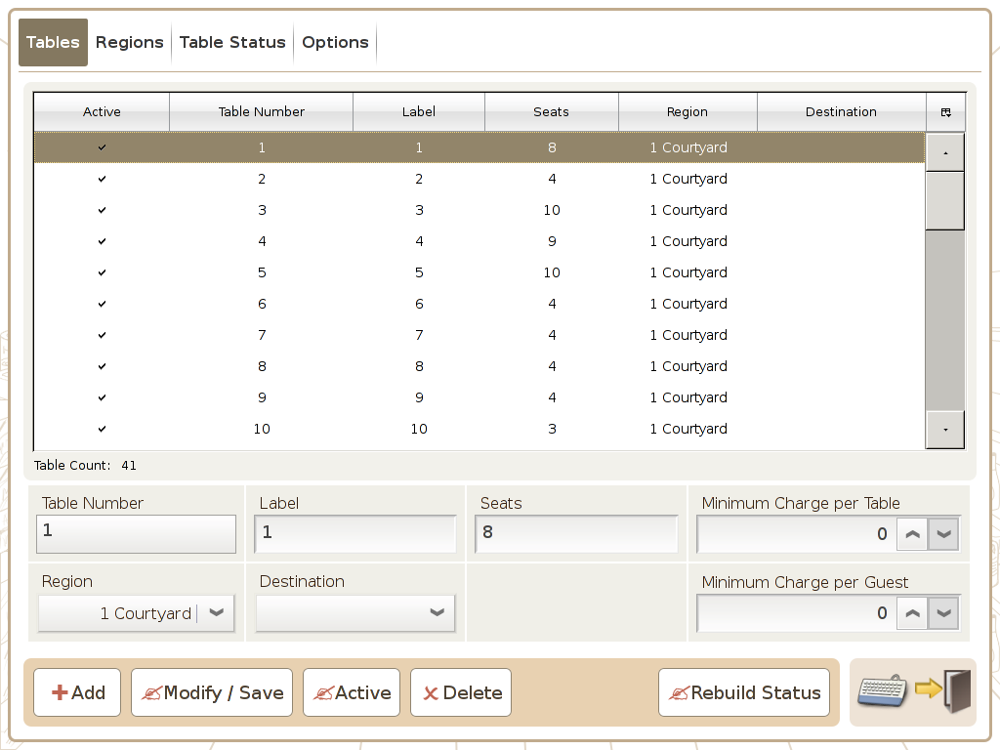 Tables Regions Table Status Options
Active Table Number Label Seats Region Destination
1 1 8 1 Courtyard
2 2 4 1 Courtyard
3 3 10 1 Courtyard
4 4 9 1 Courtyard
5 5 10 1 Courtyard
6 6 4 1 Courtyard
7 7 4 1 Courtyard
8 8 4 1 Courtyard
9 9 4 1 Courtyard
10 10 3 1 Courtyard
Table Count: 41
Table Number Label Seats Minimum Charge per Table
1 1 8 0
Region Destination Minimum Charge per Guest
1 Courtyard 0
Add Modify / Save Active Delete Rebuild Status